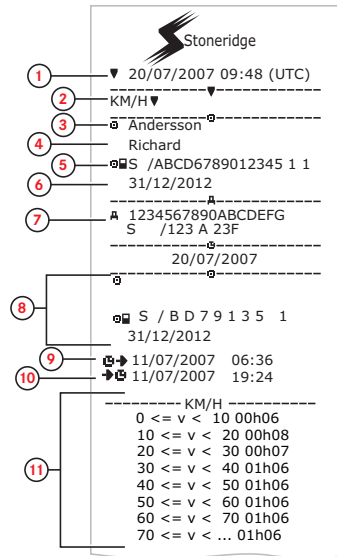 Stoneridge
1 ▼ 20/07/2007 09:48 (UTC)
2 KM/H▼
3 Andersson
4 Richard
5 S /ABCD6789012345 1 1
6 31/12/2012
7 A 1234567890ABCDEFG
S /123 A 23F
20/07/2007
8
S / B D 7 9 1 3 5 1
31/12/2012
9 11/07/2007 06:36
10 11/07/2007 19:24
11
KM/H
0 <= v < 10 00h06
10 <= v < 20 00h08
20 <= v < 30 00h07
30 <= v < 40 01h06
40 <= v < 50 01h06
50 <= v < 60 01h06
60 <= v < 70 01h06
70 <= v < ... 01h06